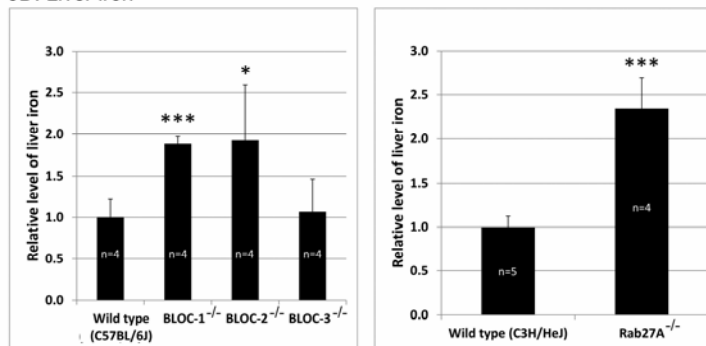 Relative level of liver iron
3.0
2.5
2.0
1.5
1.0
0.5
0.0
***
*
n=4
n=4
n=4
n=4
Wild type
(C57BL/6J)
BLOC-1-/-
BLOC-2-/-
BLOC-3-/-
Relative level of liver iron
3.0
2.5
2.0
1.5
1.0
0.5
0.0
***
n=5
n=4
Wild type (C3H/HeJ)
Rab27A-/-